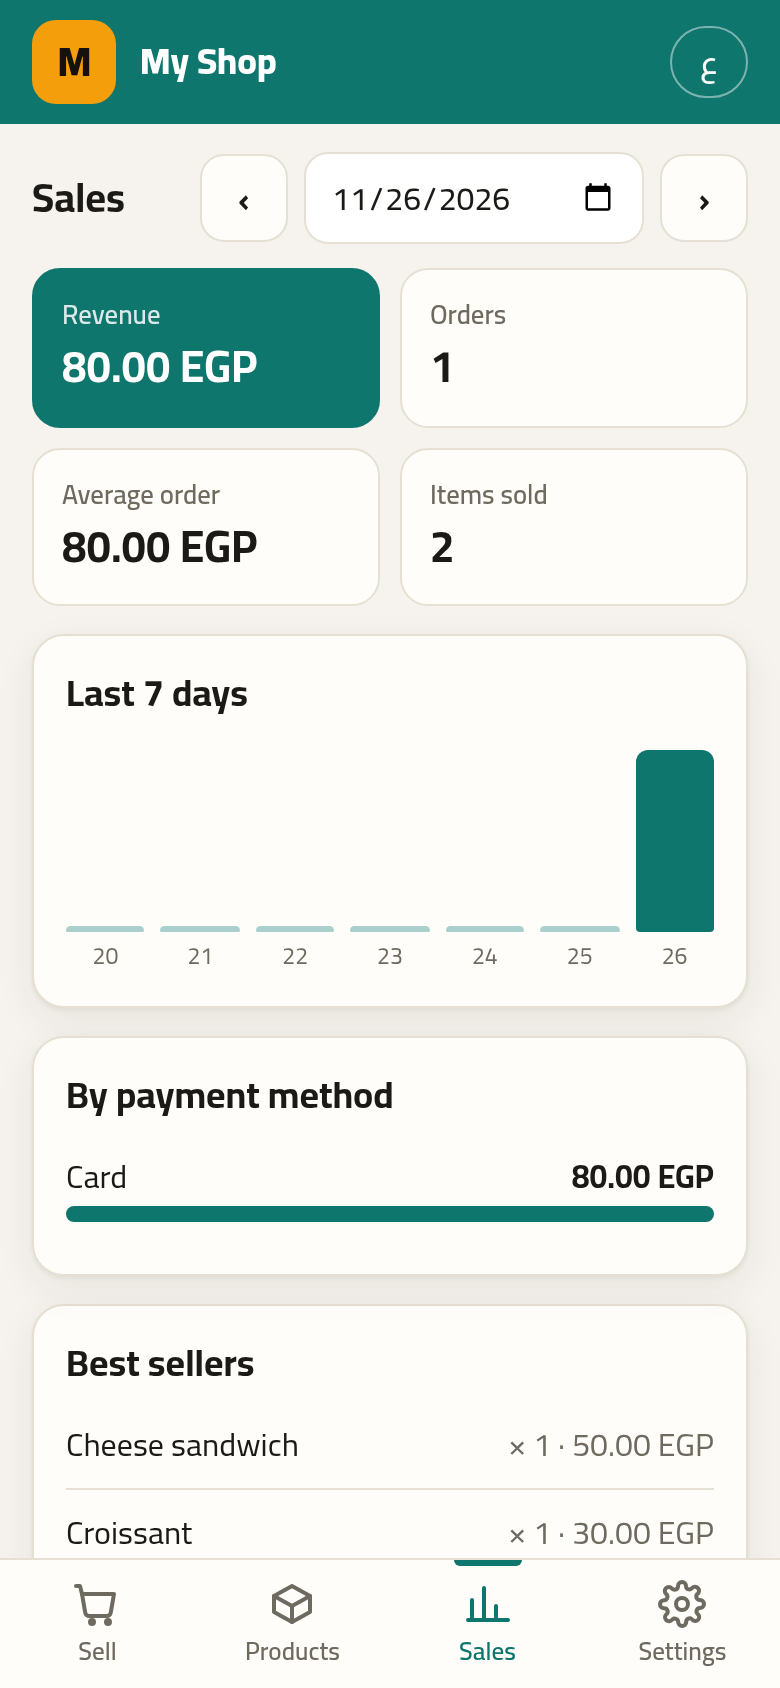 M My Shop ع
Sales ‹ 11/26/2026 ›
Revenue
80.00 EGP
Orders
1
Average order
80.00 EGP
Items sold
2
Last 7 days
20 21 22 23 24 25 26
By payment method
Card 80.00 EGP
Best sellers
Cheese sandwich × 1 · 50.00 EGP
Croissant × 1 · 30.00 EGP
Sell Products Sales Settings